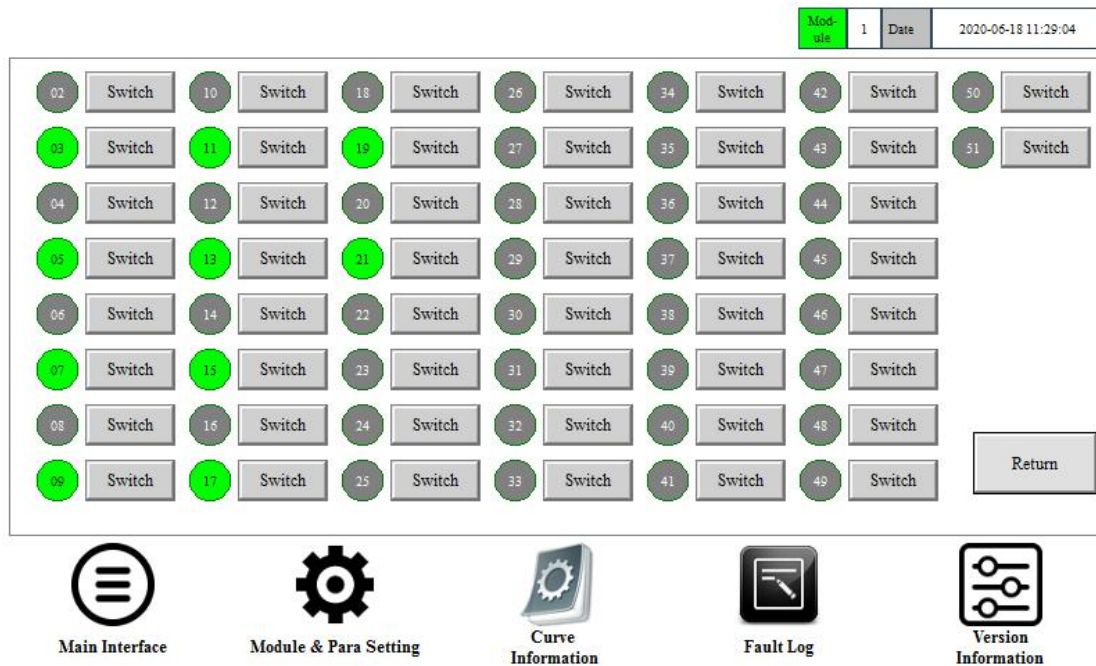 Mod-
ule 1 Date 2020-06-18 11:29:04
02 Switch 10 Switch 18 Switch 26 Switch 34 Switch 42 Switch 50 Switch
03 Switch 11 Switch 19 Switch 27 Switch 35 Switch 43 Switch 51 Switch
04 Switch 12 Switch 20 Switch 28 Switch 36 Switch 44 Switch
05 Switch 13 Switch 21 Switch 29 Switch 37 Switch 45 Switch
06 Switch 14 Switch 22 Switch 30 Switch 38 Switch 46 Switch
07 Switch 15 Switch 23 Switch 31 Switch 39 Switch 47 Switch
08 Switch 16 Switch 24 Switch 32 Switch 40 Switch 48 Switch
09 Switch 17 Switch 25 Switch 33 Switch 41 Switch 49 Switch
Return
Main Interface
Module & Para Setting
Curve
Information
Fault Log
Version
Information